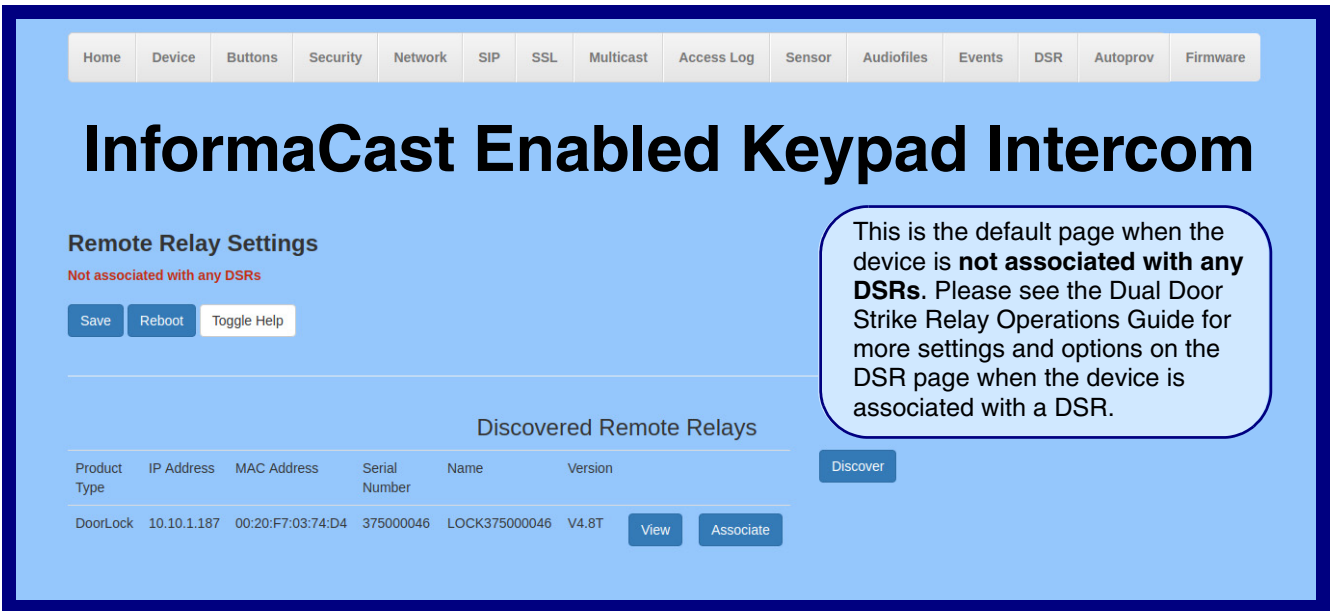 Home Device Buttons Security Network SIP SSL Multicast Access Log Sensor Audiofiles Events DSR Autoprov Firmware
InformaCast Enabled Keypad Intercom
Remote Relay Settings
Not associated with any DSRs
Save Reboot Toggle Help
This is the default page when the
device is not associated with any
DSRs. Please see the Dual Door
Strike Relay Operations Guide for
more settings and options on the
DSR page when the device is
associated with a DSR.
Discovered Remote Relays
Product IP Address MAC Address Serial Name Version
Type Number
Discover
DoorLock 10.10.1.187 00:20:F7:03:74:D4 375000046 LOCK375000046 V4.8T View Associate